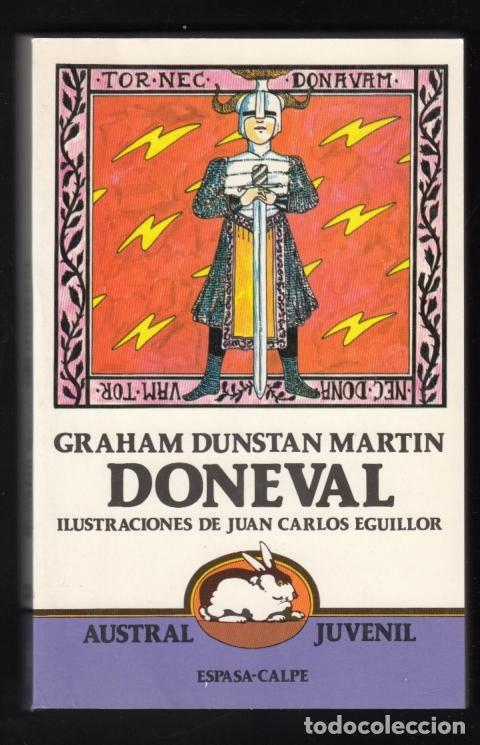 TOR·NEC· DONAVAM·
VAM·TOR· ·NEC·DONA
GRAHAM DUNSTAN MARTIN
DONEVAL
ILUSTRACIONES DE JUAN CARLOS EGUILLOR
AUSTRAL JUVENIL
ESPASA-CALPE
todocoleccion